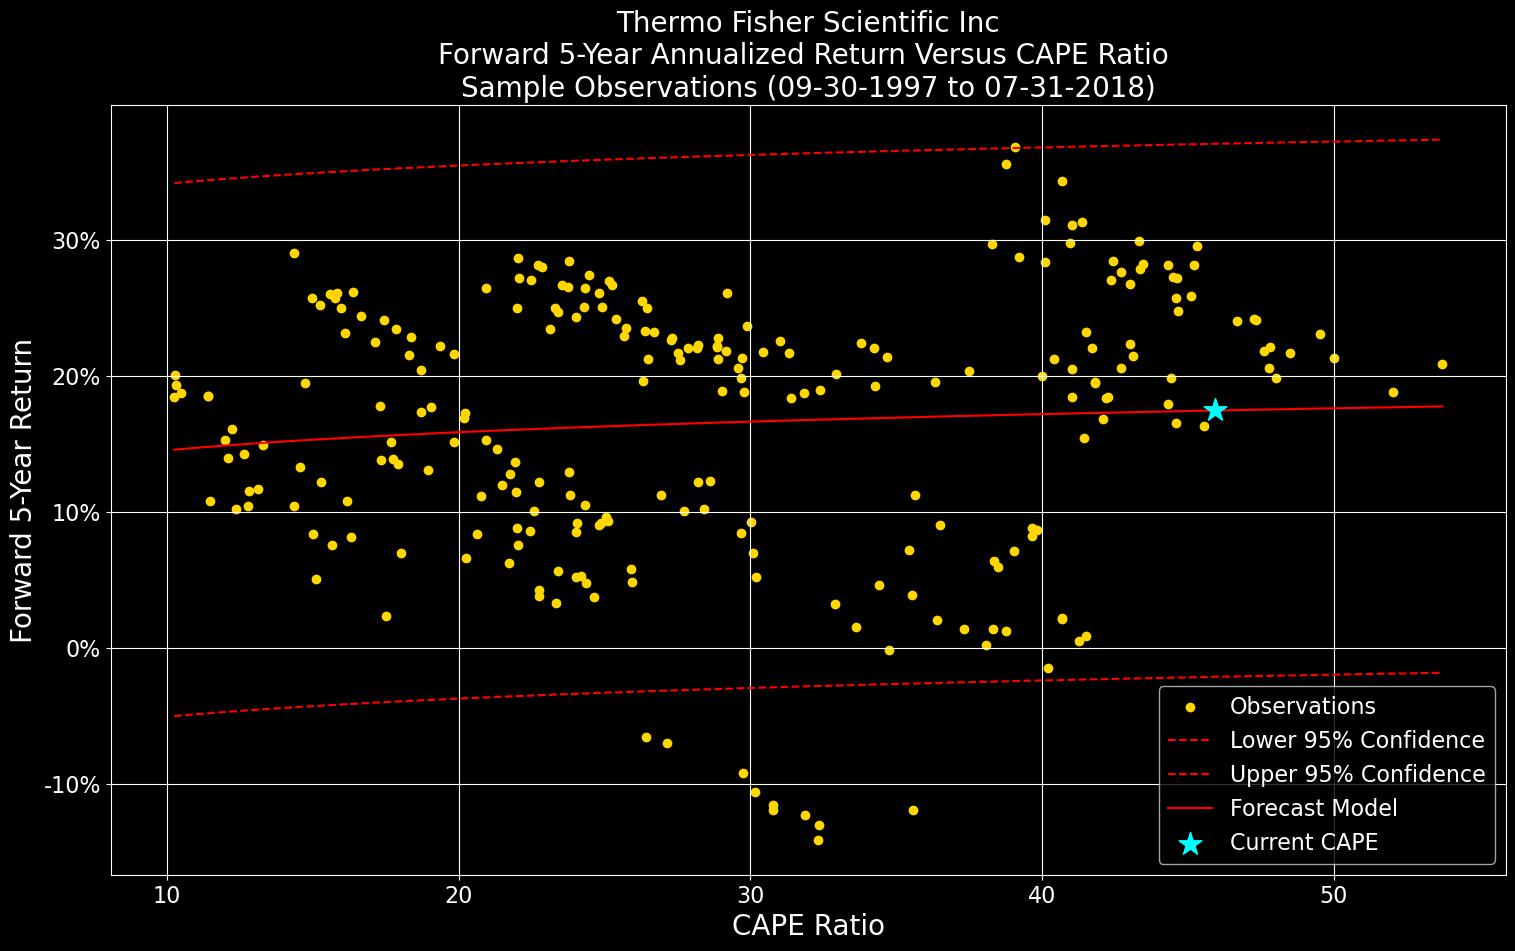 Thermo Fisher Scientific Inc
Forward 5-Year Annualized Return Versus CAPE Ratio
Sample Observations (09-30-1997 to 07-31-2018)
Forward 5-Year Return
30%
20%
10%
0%
-10%
10
20
30
40
50
CAPE Ratio
Observations
Lower 95% Confidence
Upper 95% Confidence
Forecast Model
Current CAPE